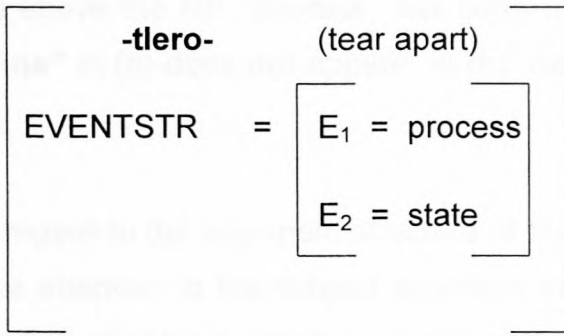 -tlero- (tear apart)
EVENTSTR = E₁ = process
E₂ = state